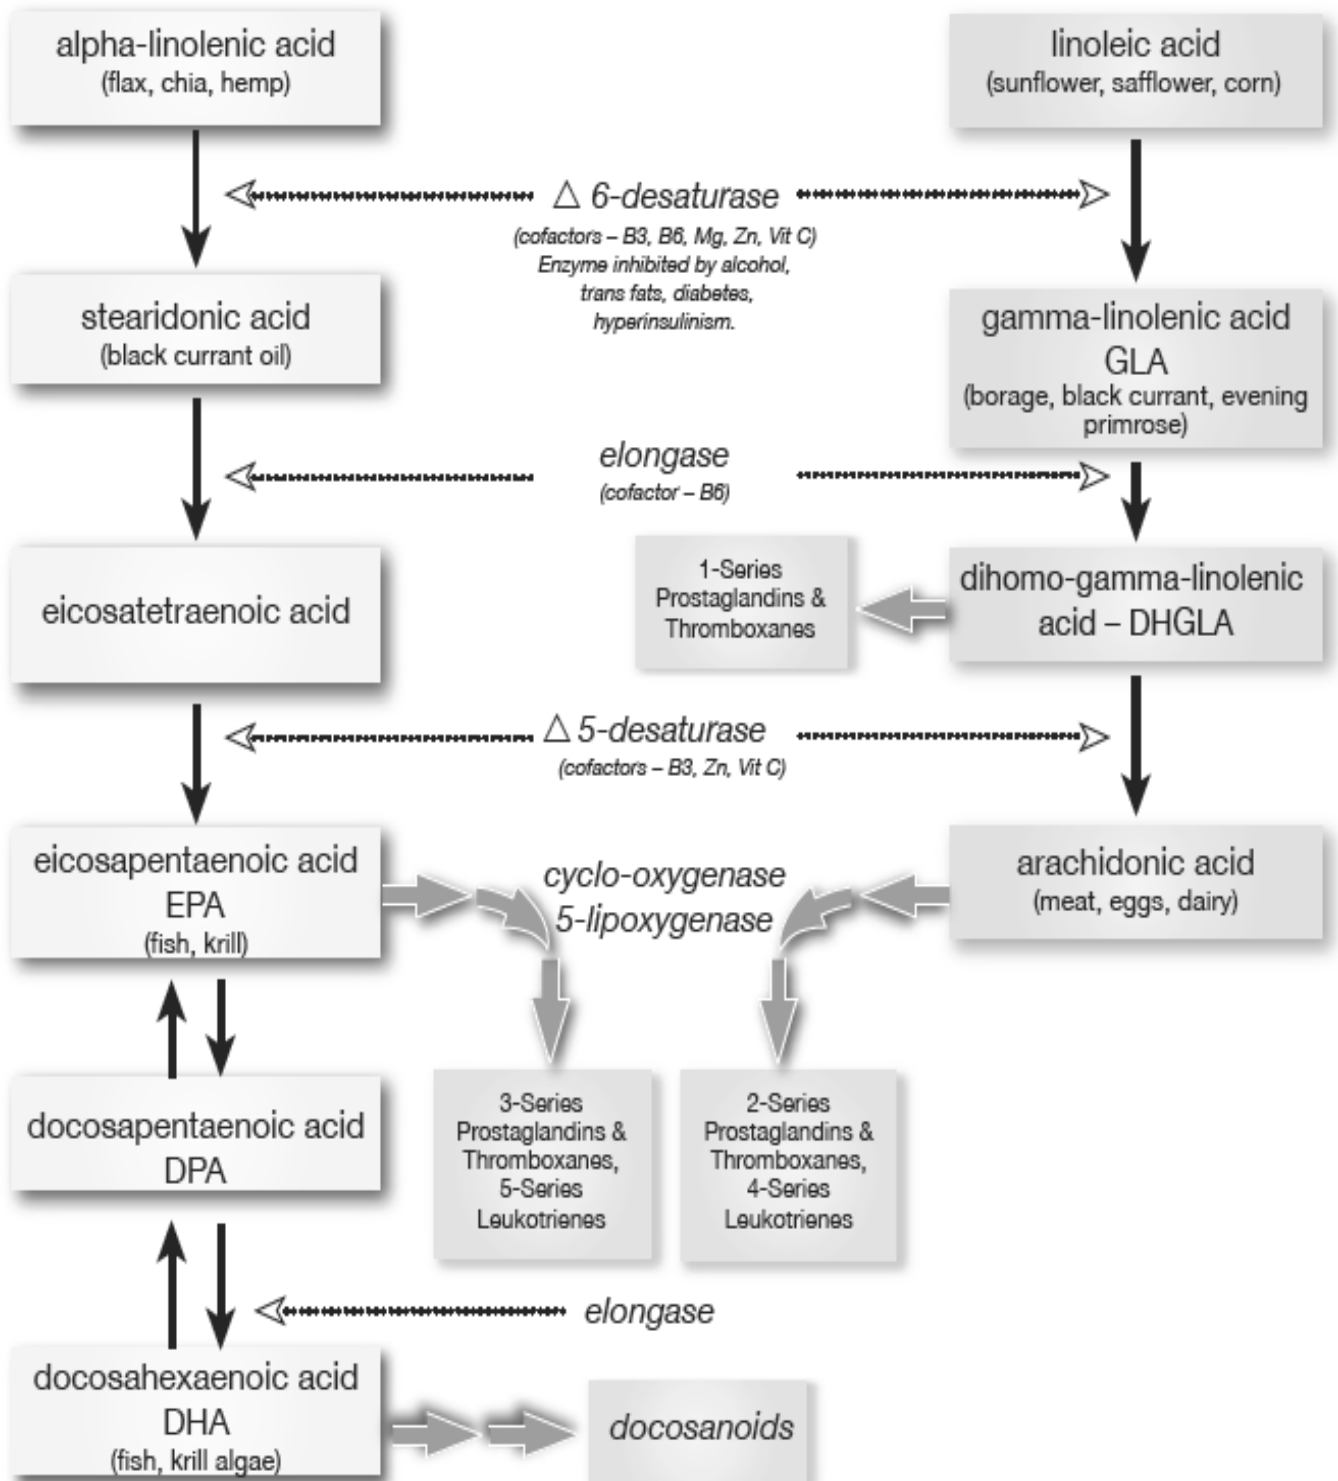 alpha-linolenic acid
(flax, chia, hemp)
linoleic acid
(sunflower, safflower, corn)
△ 6-desaturase
(cofactors – B3, B6, Mg, Zn, Vit C)
Enzyme inhibited by alcohol,
trans fats, diabetes,
hyperinsulinism.
stearidonic acid
(black currant oil)
gamma-linolenic acid
GLA
(borage, black currant, evening
primrose)
elongase
(cofactor – B6)
eicosatetraenoic acid
1-Series
Prostaglandins &
Thromboxanes
dihomo-gamma-linolenic
acid – DHGLA
△ 5-desaturase
(cofactors – B3, Zn, Vit C)
eicosapentaenoic acid
EPA
(fish, krill)
cyclo-oxygenase
5-lipoxygenase
arachidonic acid
(meat, eggs, dairy)
docosapentaenoic acid
DPA
3-Series
Prostaglandins &
Thromboxanes,
5-Series
Leukotrienes
2-Series
Prostaglandins &
Thromboxanes,
4-Series
Leukotrienes
elongase
docosahexaenoic acid
DHA
(fish, krill algae)
docosanoids